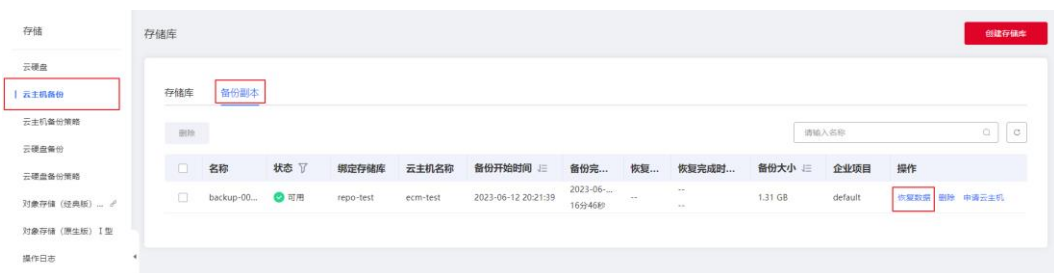 存储
云硬盘
云主机备份
云主机备份策略
云硬盘备份
云硬盘备份策略
对象存储（经典版）...
对象存储（原生版）I型
操作日志
存储库
创建存储库
存储库 备份副本
删除
请输入名称
名称 状态 绑定存储库 云主机名称 备份开始时间 备份完... 恢复... 恢复完成时... 备份大小 企业项目 操作
backup-00... 可用 repo-test ecm-test 2023-06-12 20:21:39 2023-06-... 16分46秒 -- -- -- 1.31 GB default 恢复数据 删除 申请云主机